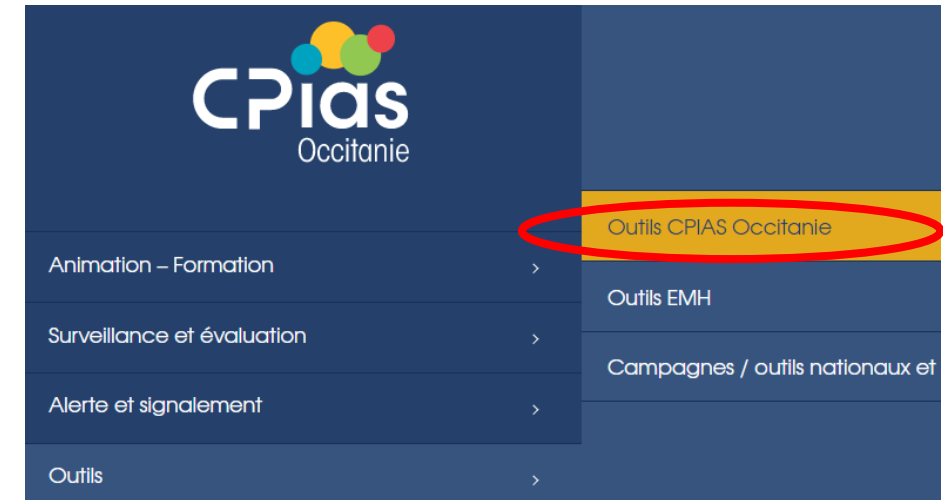 CPias
Occitanie
Animation – Formation
Surveillance et évaluation
Alerte et signalement
Outils
Outils CPIAS Occitanie
Outils EMH
Campagnes / outils nationaux et